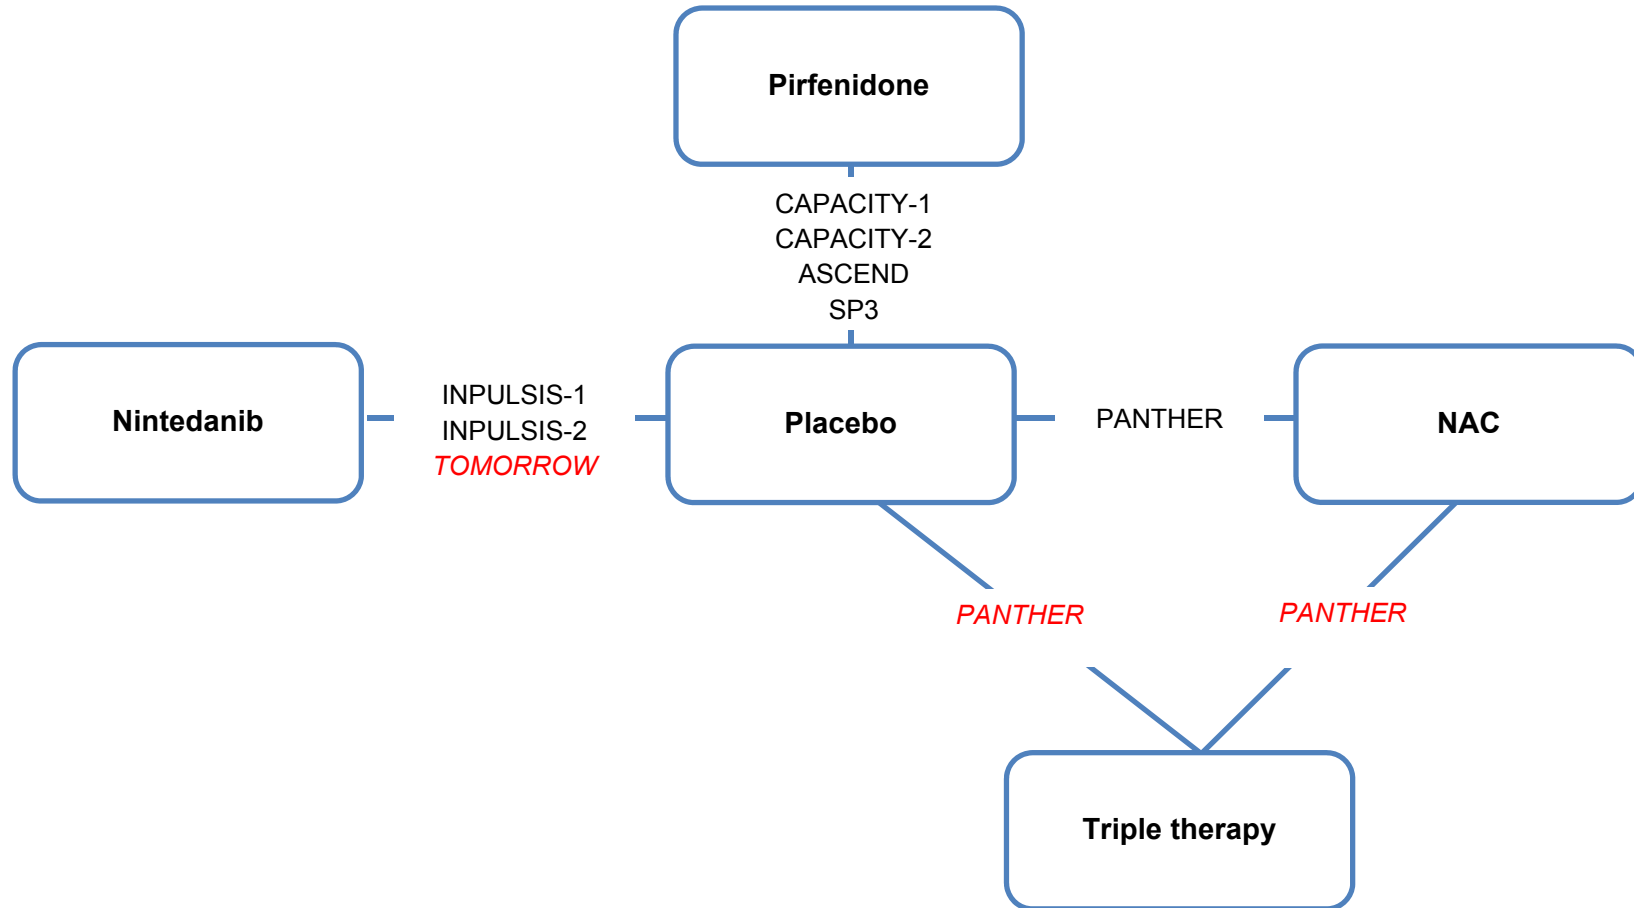 Pirfenidone
CAPACITY-1
CAPACITY-2
ASCEND
SP3
Nintedanib
INPULSIS-1
INPULSIS-2
TOMORROW
Placebo
PANTHER
NAC
PANTHER
PANTHER
Triple therapy